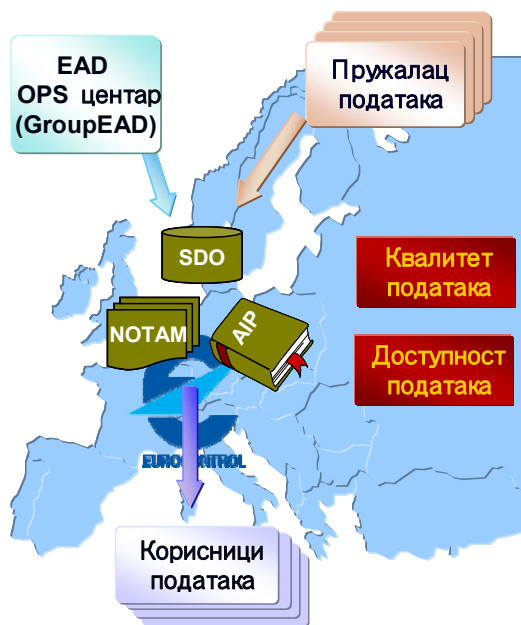 EAD
OPS центар
(GroupEAD)
Пружалац
података
SDO
NOTAM
AIP
Квалитет
података
Доступност
података
EUROCONTROL
Корисници
података